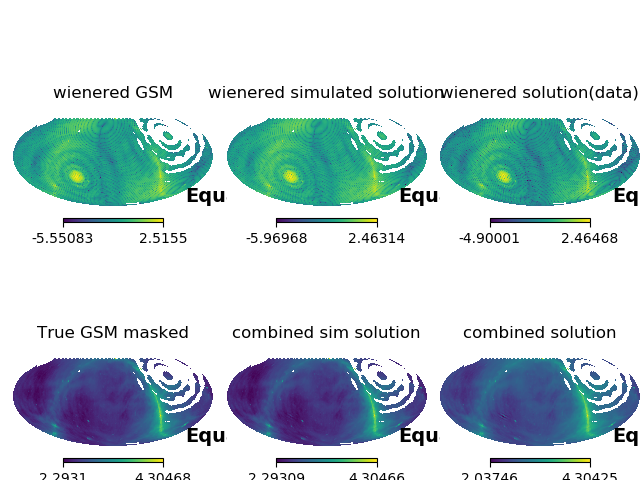 wienered GSM wienered simulated solution wienered solution(data)
Equ Equ Eq
-5.55083 2.5155 -5.96968 2.46314 -4.90001 2.46468
True GSM masked combined sim solution combined solution
Equ Equ Eq
2.2931 4.30468 2.29309 4.30466 2.03746 4.30425